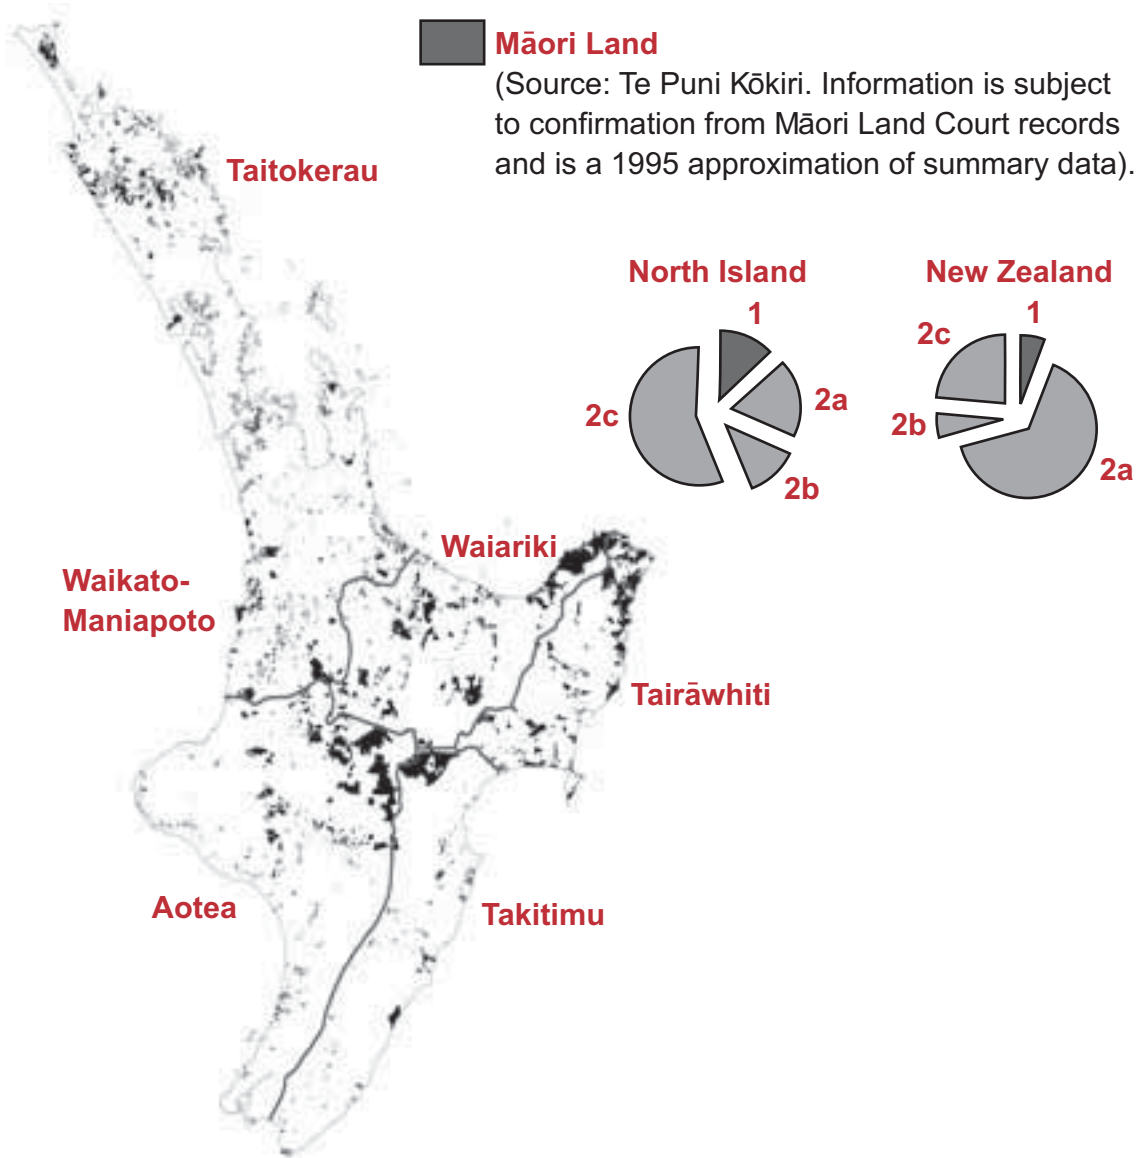 Māori Land
(Source: Te Puni Kōkiri. Information is subject
to confirmation from Māori Land Court records
and is a 1995 approximation of summary data).
Taitokerau
North Island
New Zealand
1
2a
2b
2c
1
2c
2b
2a
Waiariki
Waikato-
Maniapoto
Tairāwhiti
Aotea
Takitimu